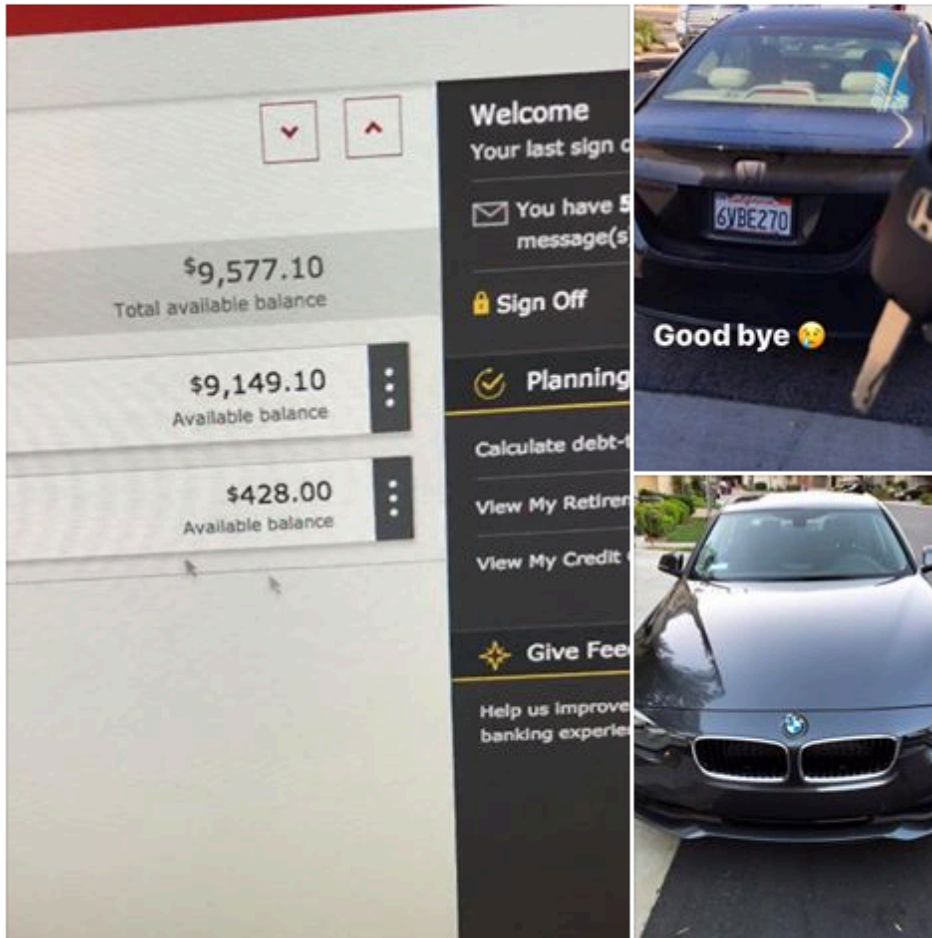 $9,577.10
Total available balance
$9,149.10
Available balance
$428.00
Available balance
Welcome
Your last sign o
You have 5
message(s
Sign Off
Planning
Calculate debt-t
View My Retirem
View My Credit
Give Fee
Help us improve
banking experie
California
6VBE270
Good bye 😢